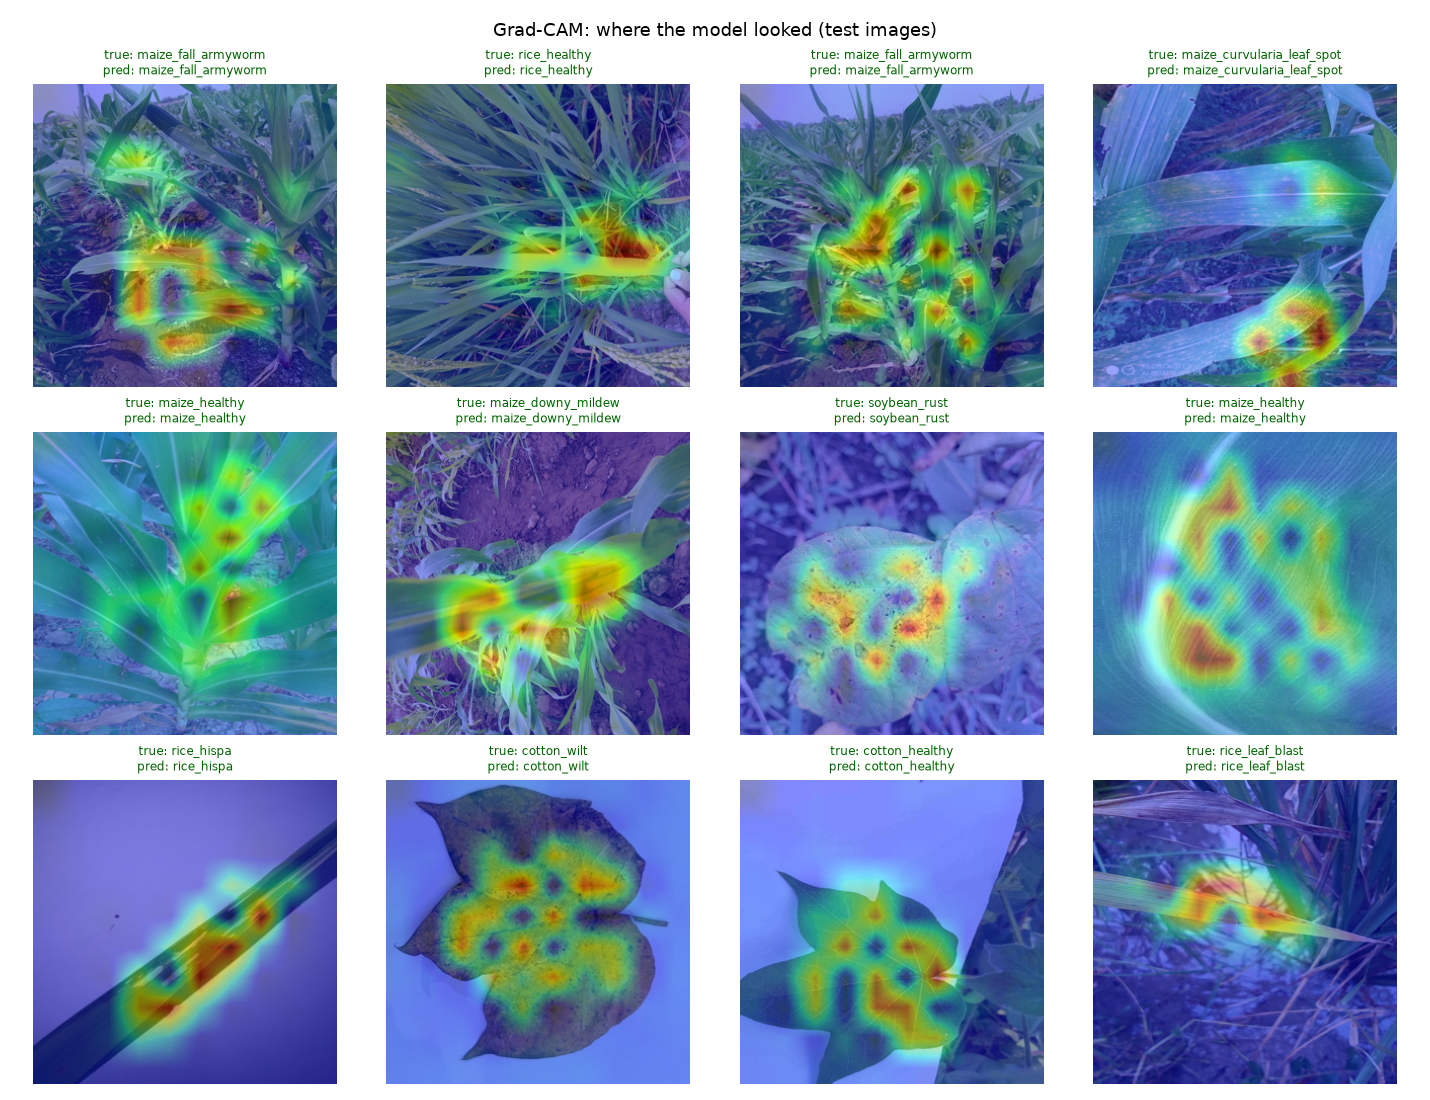 Grad-CAM: where the model looked (test images)
true: maize_fall_armyworm
pred: maize_fall_armyworm
true: rice_healthy
pred: rice_healthy
true: maize_fall_armyworm
pred: maize_fall_armyworm
true: maize_curvularia_leaf_spot
pred: maize_curvularia_leaf_spot
true: maize_healthy
pred: maize_healthy
true: maize_downy_mildew
pred: maize_downy_mildew
true: soybean_rust
pred: soybean_rust
true: maize_healthy
pred: maize_healthy
true: rice_hispa
pred: rice_hispa
true: cotton_wilt
pred: cotton_wilt
true: cotton_healthy
pred: cotton_healthy
true: rice_leaf_blast
pred: rice_leaf_blast